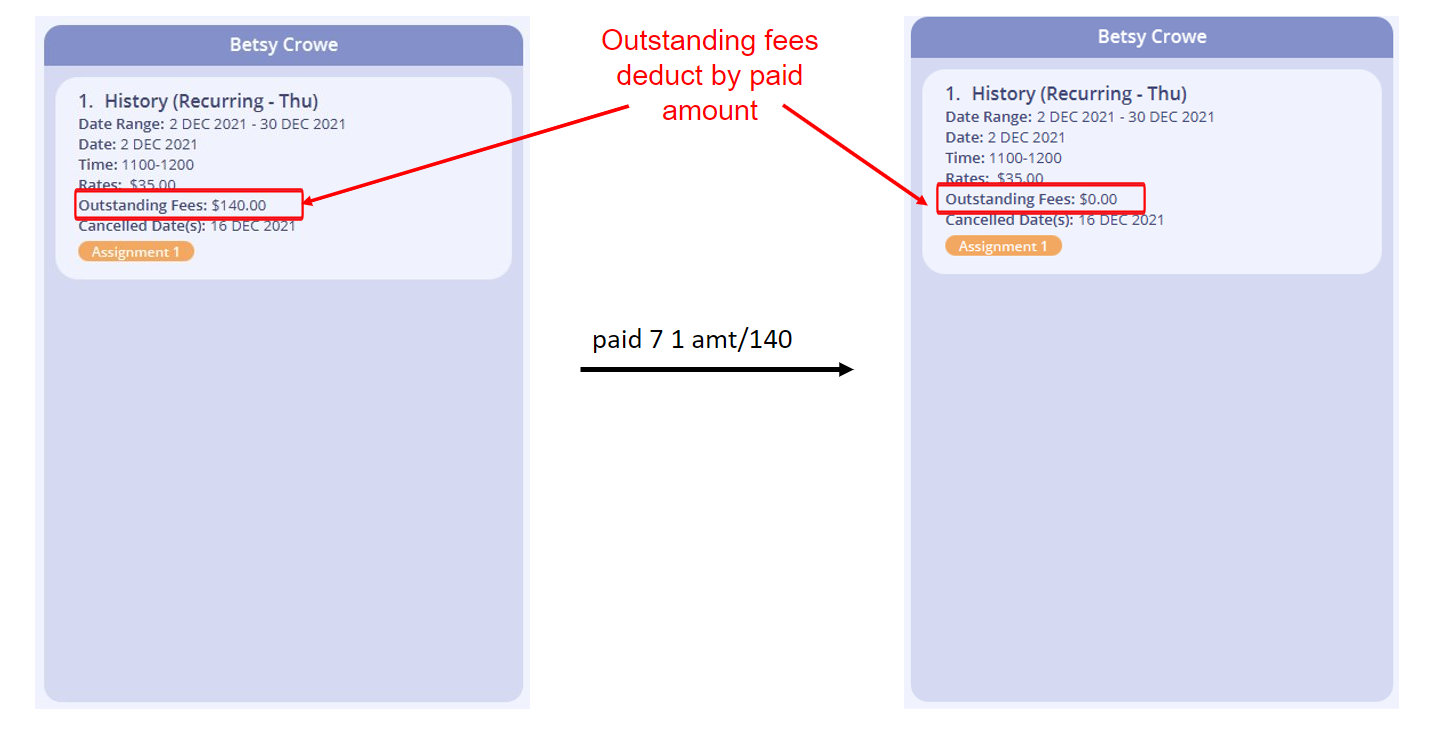 Betsy Crowe
1. History (Recurring - Thu)
Date Range: 2 DEC 2021 - 30 DEC 2021
Date: 2 DEC 2021
Time: 1100-1200
Rates: $35.00
Outstanding Fees: $140.00
Cancelled Date(s): 16 DEC 2021
Assignment 1
Outstanding fees
deduct by paid
amount
paid 7 1 amt/140
Betsy Crowe
1. History (Recurring - Thu)
Date Range: 2 DEC 2021 - 30 DEC 2021
Date: 2 DEC 2021
Time: 1100-1200
Rates: $35.00
Outstanding Fees: $0.00
Cancelled Date(s): 16 DEC 2021
Assignment 1